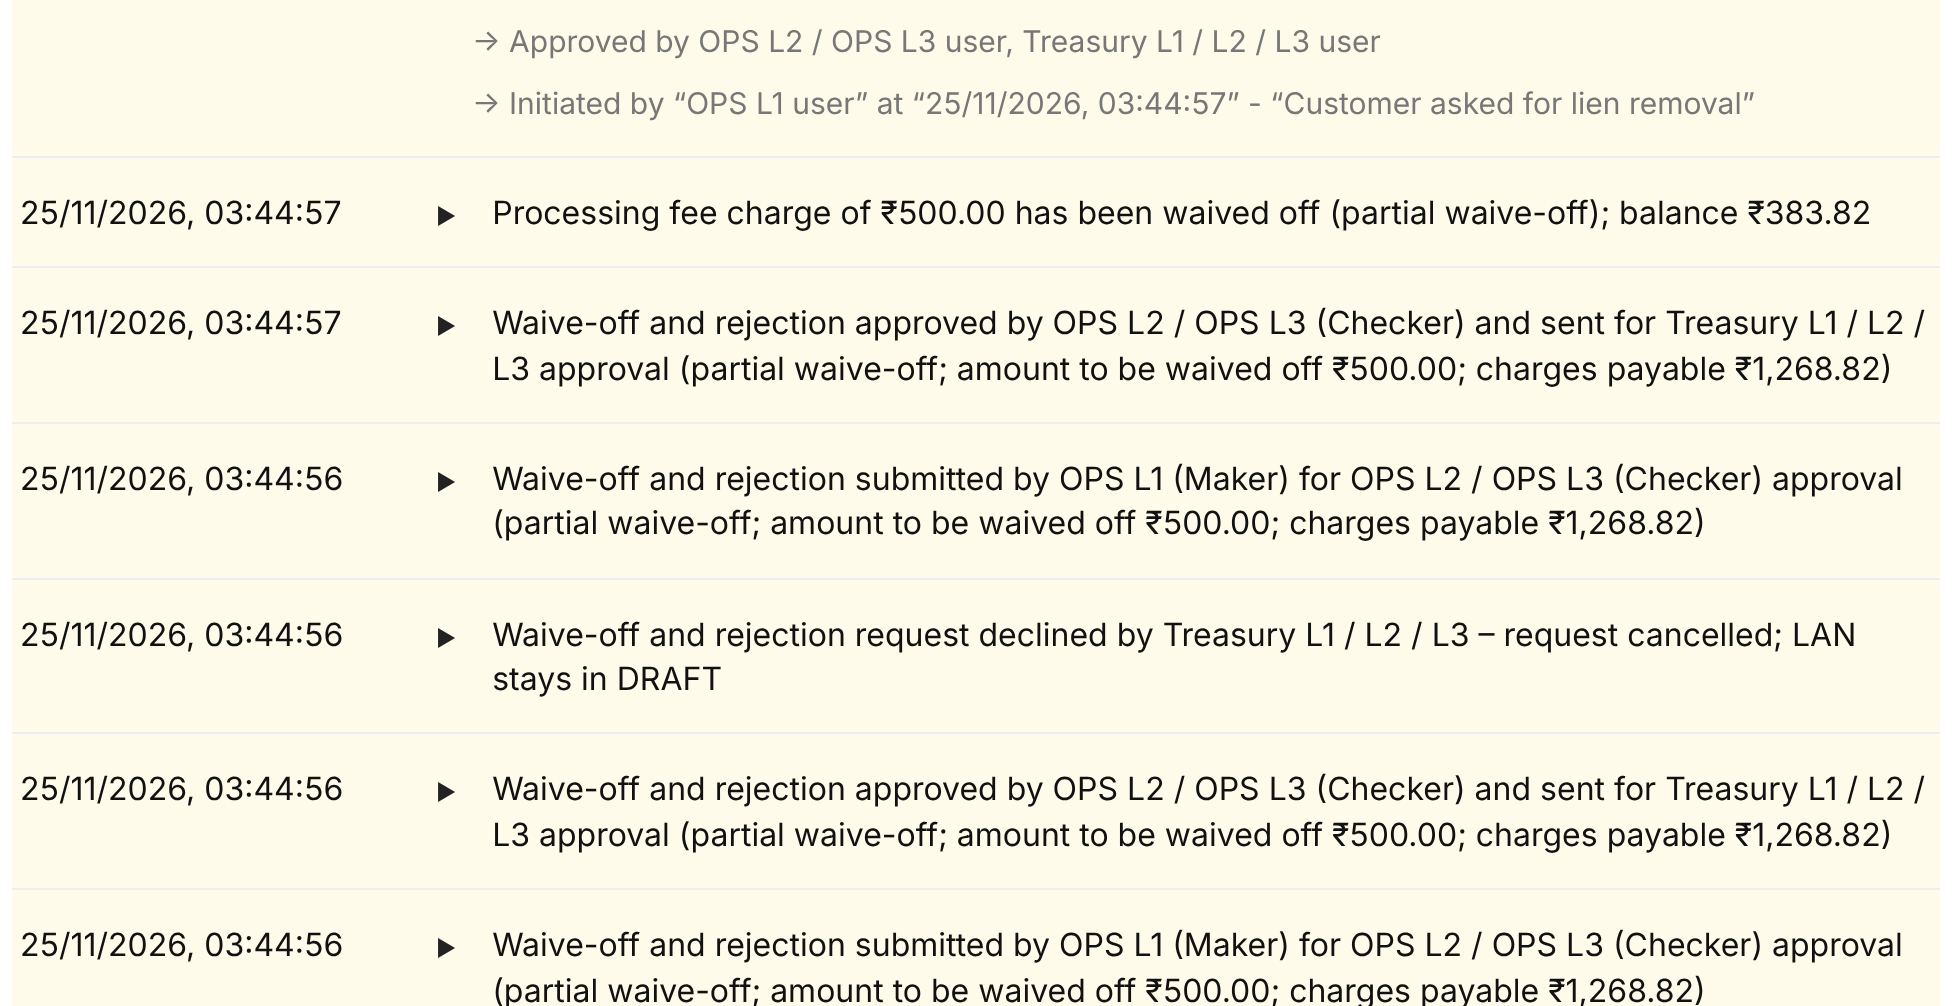 → Approved by OPS L2 / OPS L3 user, Treasury L1 / L2 / L3 user
→ Initiated by “OPS L1 user” at “25/11/2026, 03:44:57” - “Customer asked for lien removal”
25/11/2026, 03:44:57 ▶ Processing fee charge of ₹500.00 has been waived off (partial waive-off); balance ₹383.82
25/11/2026, 03:44:57 ▶ Waive-off and rejection approved by OPS L2 / OPS L3 (Checker) and sent for Treasury L1 / L2 /
L3 approval (partial waive-off; amount to be waived off ₹500.00; charges payable ₹1,268.82)
25/11/2026, 03:44:56 ▶ Waive-off and rejection submitted by OPS L1 (Maker) for OPS L2 / OPS L3 (Checker) approval
(partial waive-off; amount to be waived off ₹500.00; charges payable ₹1,268.82)
25/11/2026, 03:44:56 ▶ Waive-off and rejection request declined by Treasury L1 / L2 / L3 – request cancelled; LAN
stays in DRAFT
25/11/2026, 03:44:56 ▶ Waive-off and rejection approved by OPS L2 / OPS L3 (Checker) and sent for Treasury L1 / L2 /
L3 approval (partial waive-off; amount to be waived off ₹500.00; charges payable ₹1,268.82)
25/11/2026, 03:44:56 ▶ Waive-off and rejection submitted by OPS L1 (Maker) for OPS L2 / OPS L3 (Checker) approval
(partial waive-off; amount to be waived off ₹500.00; charges payable ₹1,268.82)